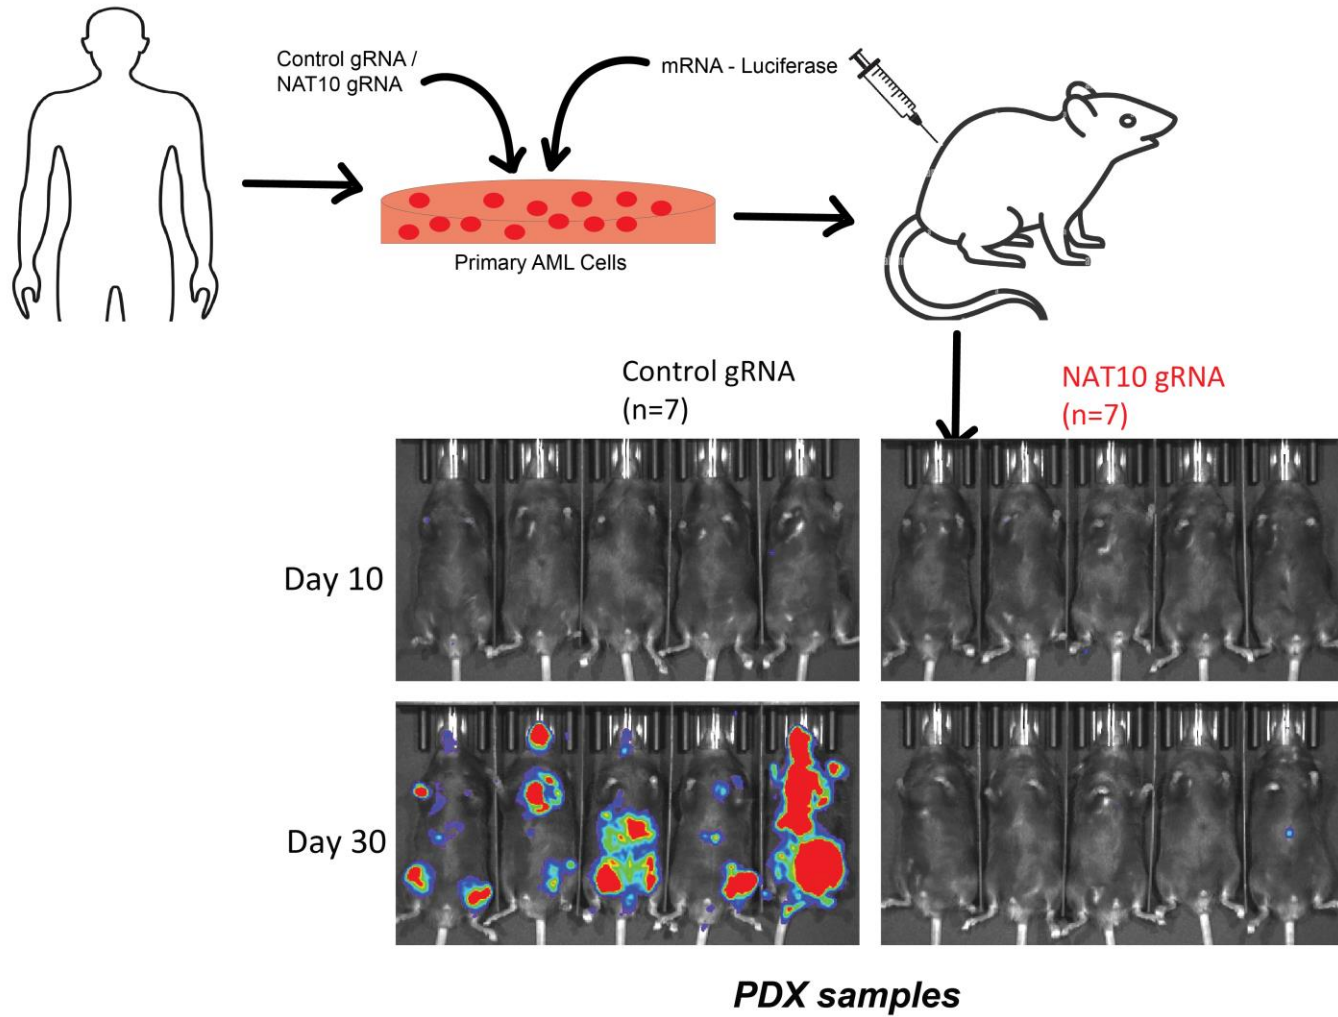 Control gRNA /
NAT10 gRNA
mRNA - Luciferase
Primary AML Cells
Control gRNA
(n=7)
NAT10 gRNA
(n=7)
Day 10
Day 30
PDX samples